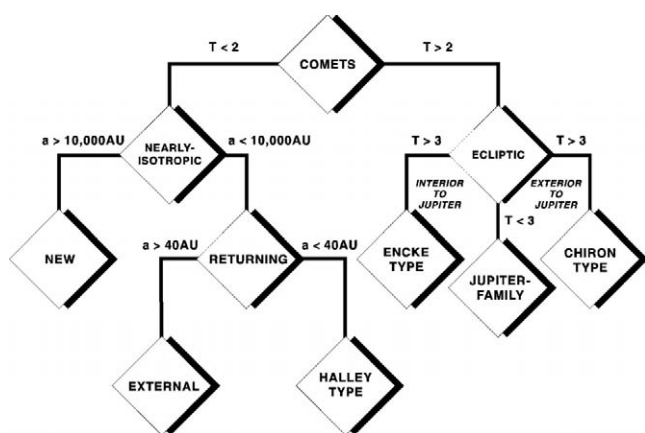 T < 2
T > 2
COMETS
a > 10,000AU
a < 10,000AU
NEARLY-
ISOTROPIC
T > 3
ECLIPTIC
T > 3
INTERIOR
TO
JUPITER
EXTERIOR
TO
JUPITER
T < 3
NEW
a > 40AU
RETURNING
a < 40AU
ENCKE
TYPE
CHIRON
TYPE
JUPITER-
FAMILY
EXTERNAL
HALLEY
TYPE